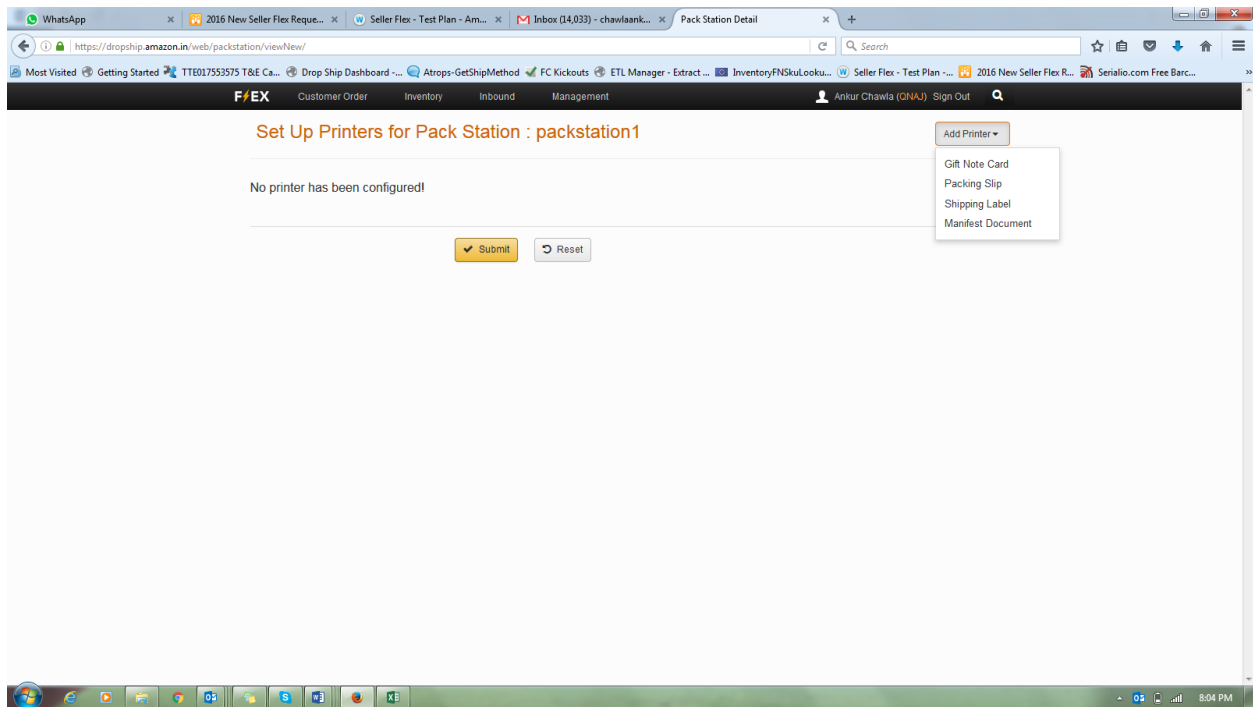 WhatsApp 2016 New Seller Flex Reque... Seller Flex - Test Plan - Am... Inbox (14,033) - chawlaank... Pack Station Detail
https://dropship.amazon.in/web/packstation/viewNew/ Search
Most Visited Getting Started TTE017553575 T&E Ca... Drop Ship Dashboard -... Atrops-GetShipMethod FC Kickouts ETL Manager - Extract ... InventoryFNSkuLooku... Seller Flex - Test Plan -... 2016 New Seller Flex R... Serialio.com Free Barc...
FLEX Customer Order Inventory Inbound Management Ankur Chawla (QNAJ) Sign Out
Set Up Printers for Pack Station : packstation1 Add Printer
Gift Note Card
Packing Slip
No printer has been configured!
Shipping Label
Manifest Document
Submit Reset
8:04 PM